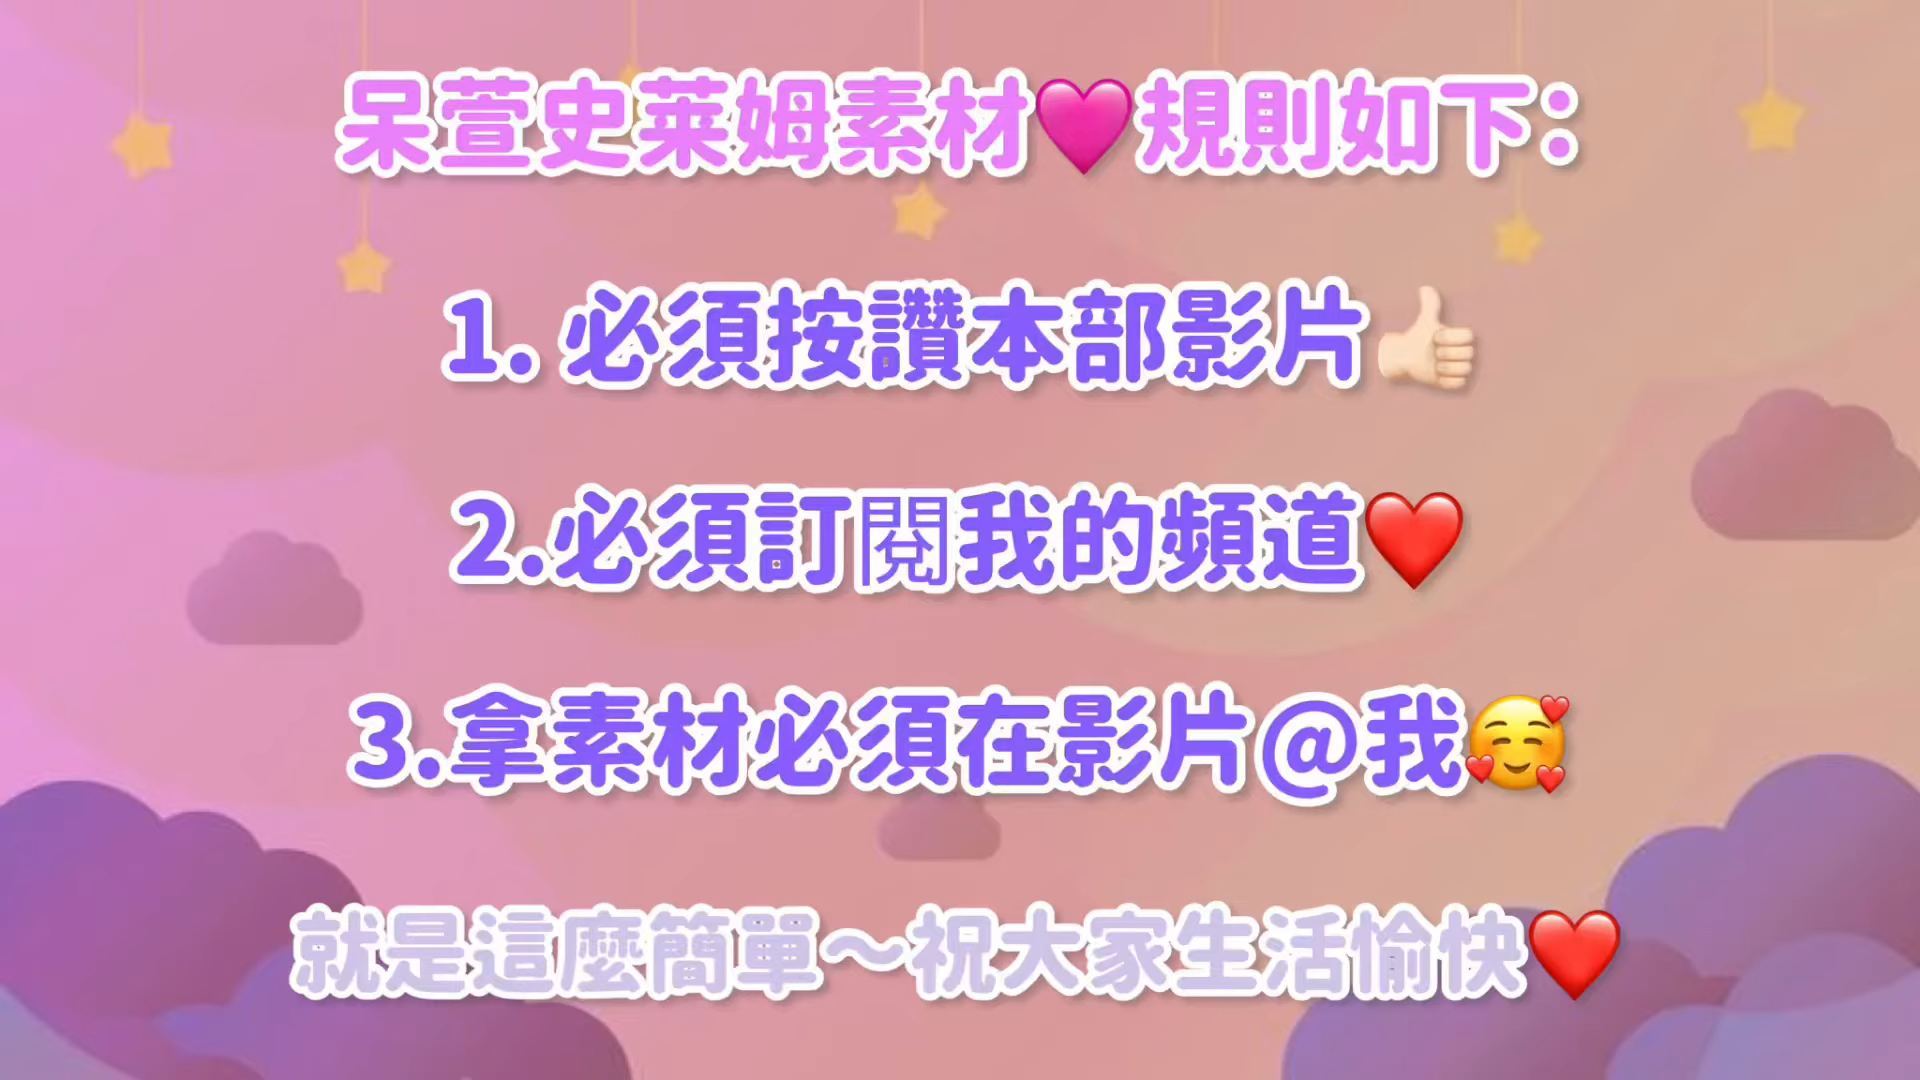 呆萱史莱姆素材🩷規則如下：
1. 必須按讚本部影片👍🏻
2.必須訂閱我的頻道❤️
3.拿素材必須在影片@我🥰
就是這麼簡單～祝大家生活愉快❤️